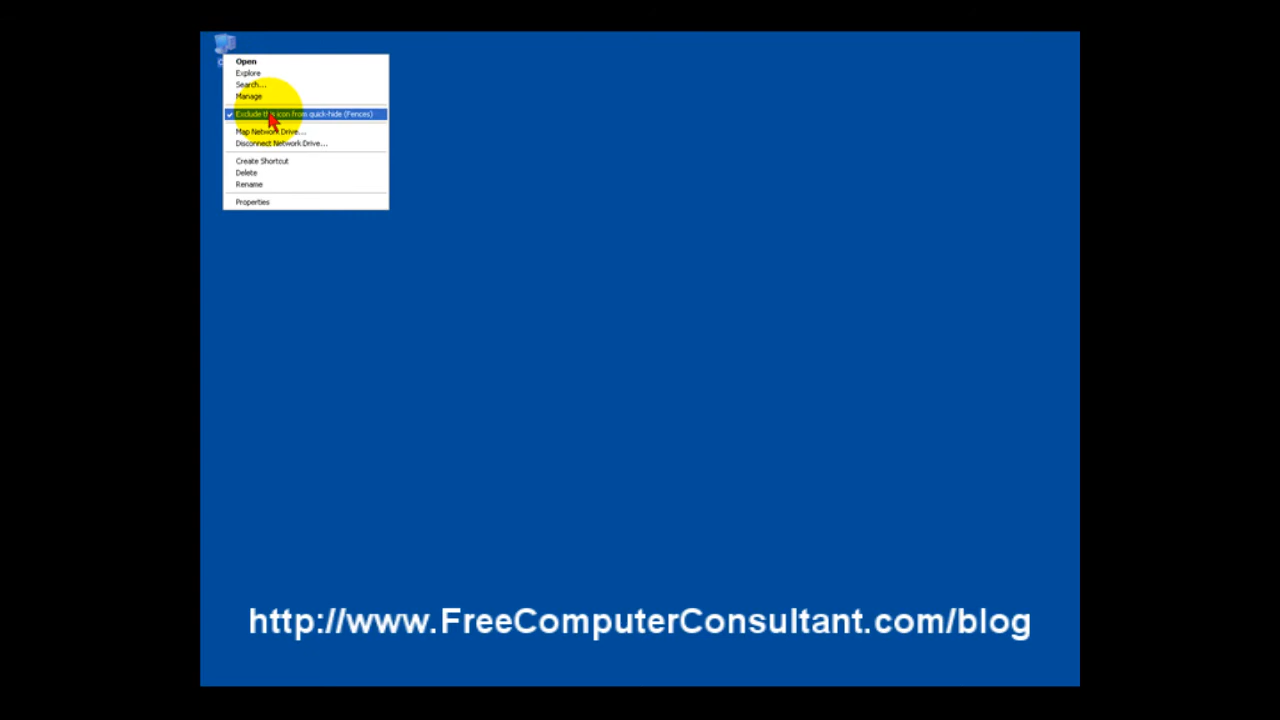 Open
Explore
Search...
Manage
Exclude this icon from quick-hide (Fences)
Map Network Drive...
Disconnect Network Drive...
Create Shortcut
Delete
Rename
Properties
http://www.FreeComputerConsultant.com/blog